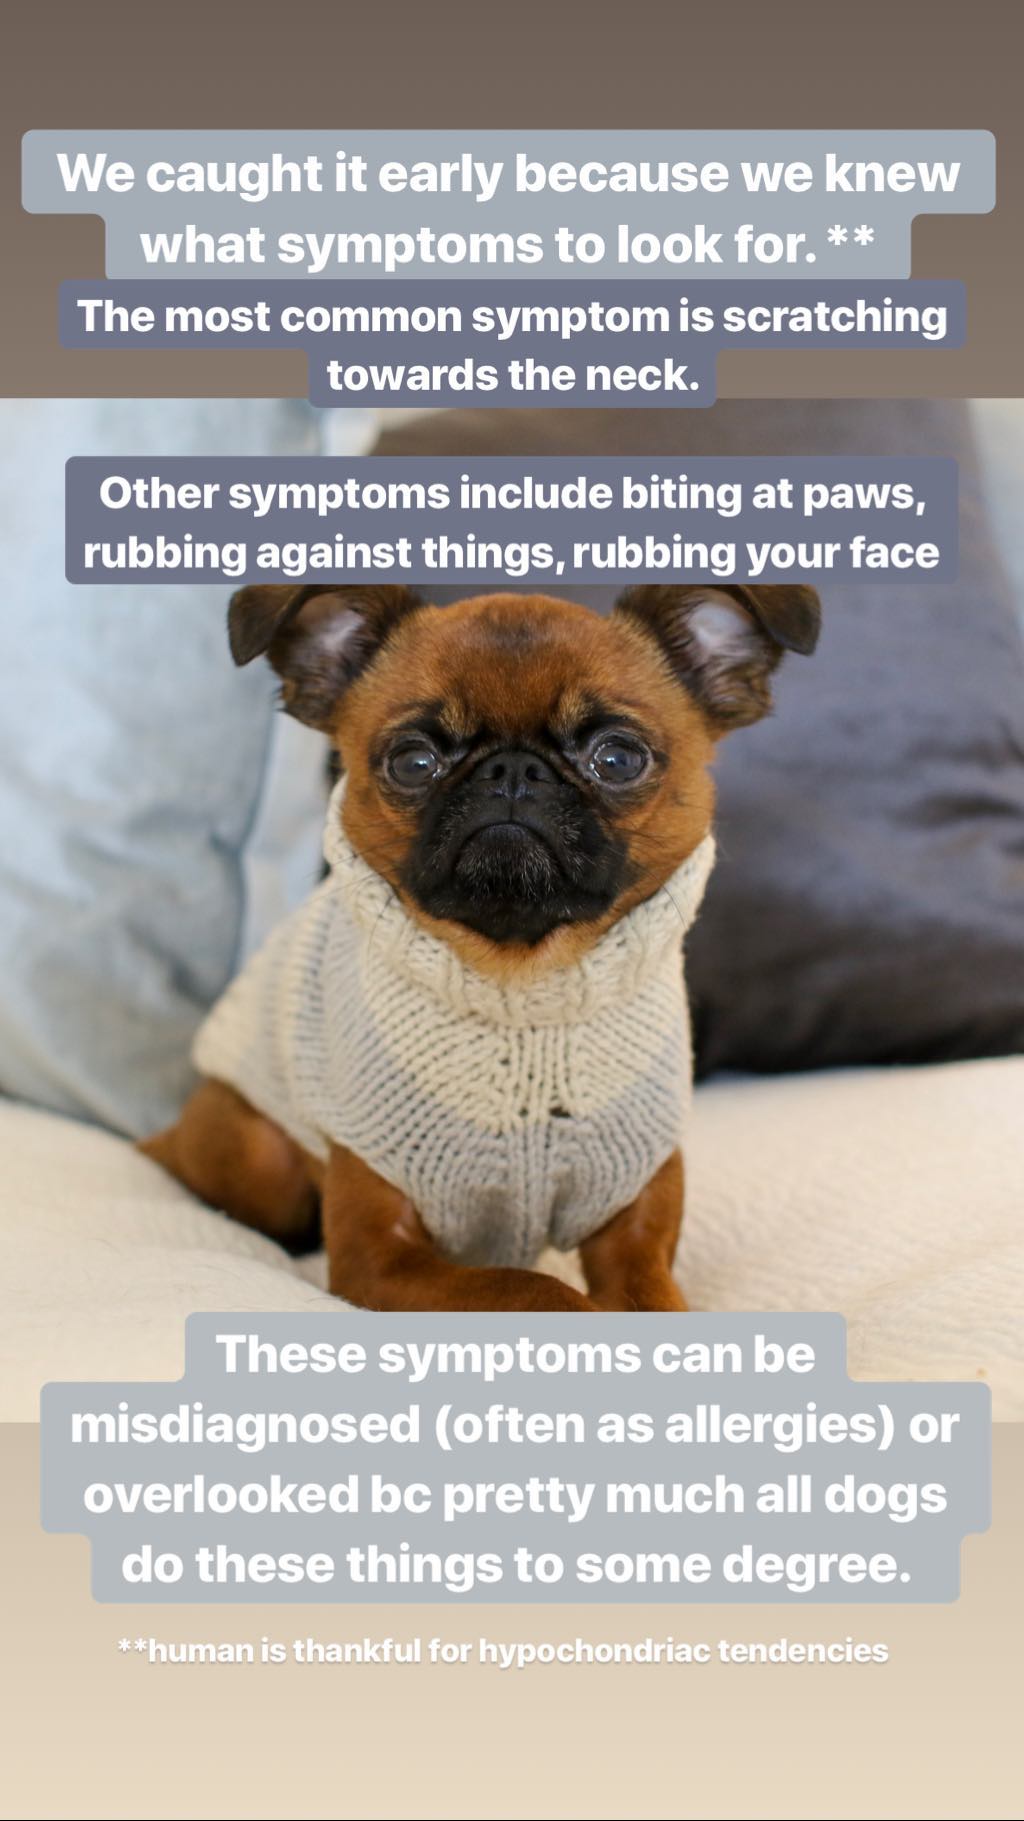 We caught it early because we knew
what symptoms to look for. **
The most common symptom is scratching
towards the neck.
Other symptoms include biting at paws,
rubbing against things, rubbing your face
These symptoms can be
misdiagnosed (often as allergies) or
overlooked bc pretty much all dogs
do these things to some degree.
**human is thankful for hypochondriac tendencies